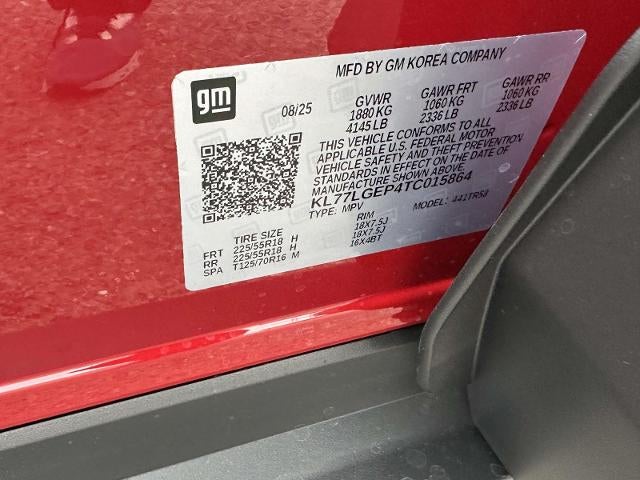 MFD BY GM KOREA COMPANY
gm
08/25
GVWR
1880 KG
4145 LB
GAWR FRT
1060 KG
2336 LB
GAWR RR
1060 KG
2336 LB
THIS VEHICLE CONFORMS TO ALL
APPLICABLE U.S. FEDERAL MOTOR
VEHICLE SAFETY AND THEFT PREVENTION
STANDARDS IN EFFECT ON THE DATE OF
MANUFACTURE SHOWN ABOVE.
KL77LGEP4TC015864
TYPE: MPV
MODEL: 441TR58
TIRE SIZE RIM
FRT 225/55R18 H 18X7.5J
RR 225/55R18 H 18X7.5J
SPA T125/70R16 M 16X4BT